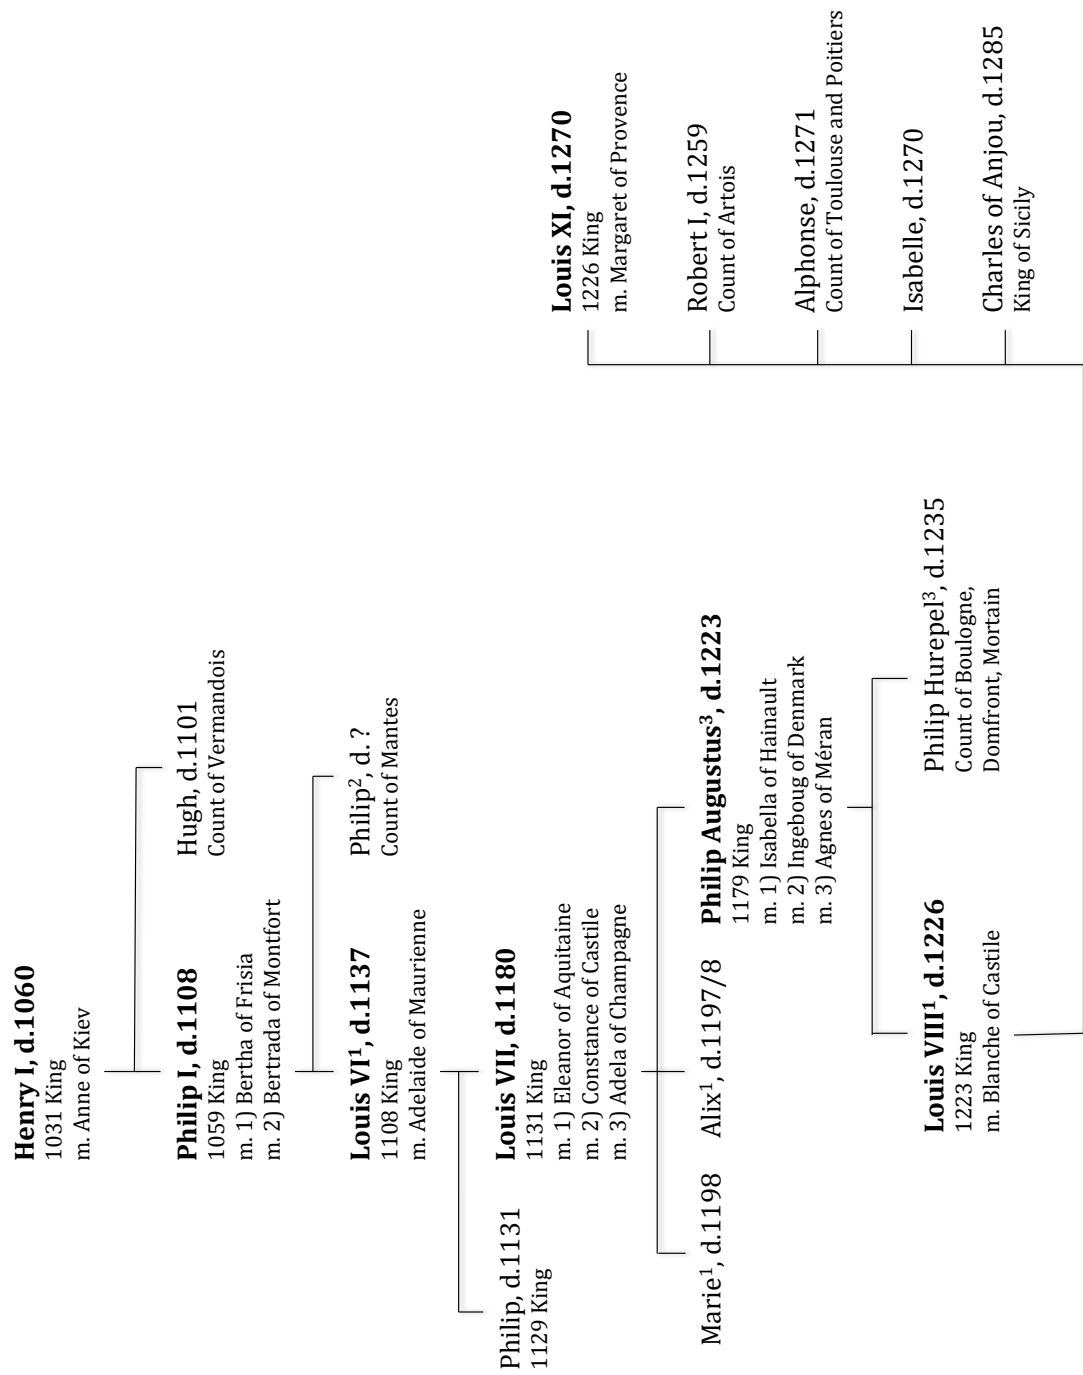 Henry I, d.1060
1031 King
m. Anne of Kiev
Philip I, d.1108
1059 King
m. 1) Bertha of Frisia
m. 2) Bertrada of Montfort
Hugh, d.1101
Count of Vermandois
Louis VI¹, d.1137
1108 King
m. Adelaide of Maurienne
Philip², d. ?
Count of Mantes
Philip, d.1131
1129 King
Louis VII, d.1180
1131 King
m. 1) Eleanor of Aquitaine
m. 2) Constance of Castile
m. 3) Adela of Champagne
Marie¹, d.1198
Alix¹, d.1197/8
Philip Augustus³, d.1223
1179 King
m. 1) Isabella of Hainault
m. 2) Ingeboug of Denmark
m. 3) Agnes of Méran
Louis VIII¹, d.1226
1223 King
m. Blanche of Castile
Philip Hurepel³, d.1235
Count of Boulogne,
Domfront, Mortain
Louis XI, d.1270
1226 King
m. Margaret of Provence
Robert I, d.1259
Count of Artois
Alphonse, d.1271
Count of Toulouse and Poitiers
Isabelle, d.1270
Charles of Anjou, d.1285
King of Sicily